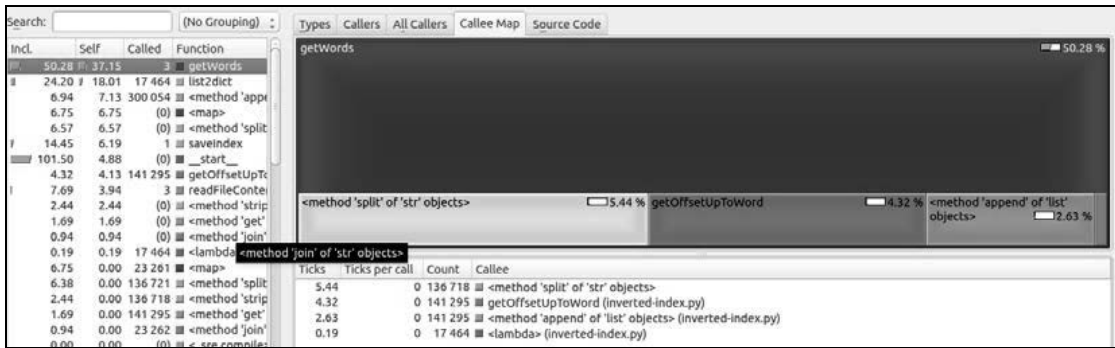 Search: (No Grouping)
Types Callers All Callers Callee Map Source Code
Incl. Self Called Function
50.28 37.15 3 getWords
24.20 18.01 17 464 list2dict
6.94 7.13 300 054 <method 'appe
6.75 6.75 (0) <map>
6.57 6.57 (0) <method 'split
14.45 6.19 1 saveIndex
101.50 4.88 (0) __start__
4.32 4.13 141 295 getOffsetUpTo
7.69 3.94 3 readFileConte
2.44 2.44 (0) <method 'strip
1.69 1.69 (0) <method 'get'
0.94 0.94 (0) <method 'join'
0.19 0.19 17 464 <lambda>
6.75 0.00 23 261 <map>
6.38 0.00 136 721 <method 'split
2.44 0.00 136 718 <method 'strip
1.69 0.00 141 295 <method 'get'
0.94 0.00 23 262 <method 'join'
0.00 0.00 (0) <_sre.compile
<method 'join' of 'str' objects>
getWords 50.28 %
<method 'split' of 'str' objects> 5.44 %
getOffsetUpToWord 4.32 %
<method 'append' of 'list'
objects> 2.63 %
Ticks Ticks per call Count Callee
5.44 0 136 718 <method 'split' of 'str' objects>
4.32 0 141 295 getOffsetUpToWord (inverted-index.py)
2.63 0 141 295 <method 'append' of 'list' objects> (inverted-index.py)
0.19 0 17 464 <lambda> (inverted-index.py)